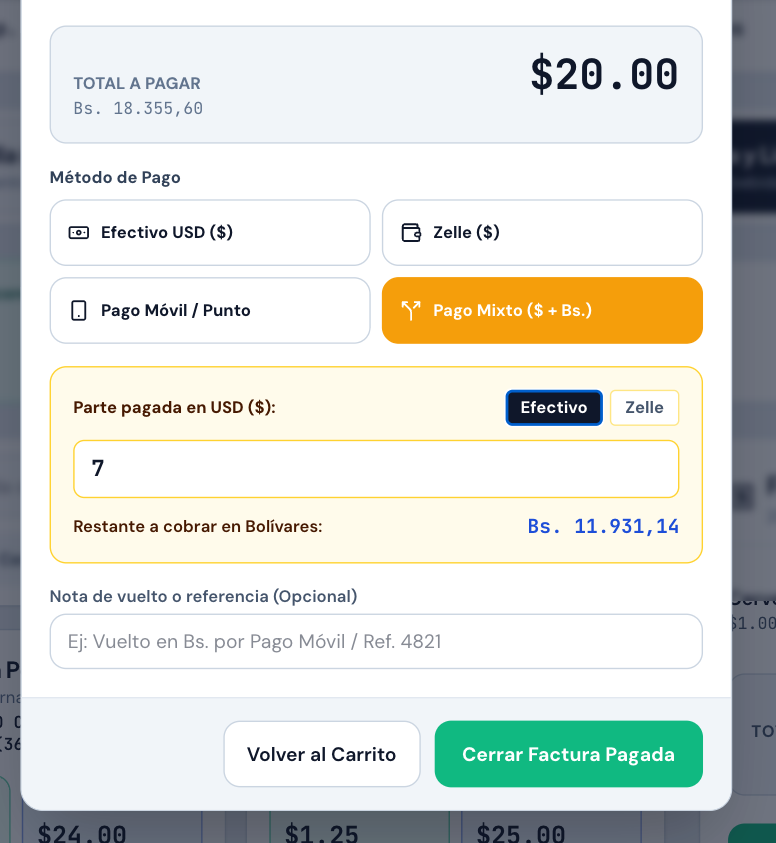 TOTAL A PAGAR
$20.00
Bs. 18.355,60
Método de Pago
Efectivo USD ($)
Zelle ($)
Pago Móvil / Punto
Pago Mixto ($ + Bs.)
Parte pagada en USD ($):
Efectivo
Zelle
7
Restante a cobrar en Bolívares:
Bs. 11.931,14
Nota de vuelto o referencia (Opcional)
Ej: Vuelto en Bs. por Pago Móvil / Ref. 4821
Volver al Carrito
Cerrar Factura Pagada
$1.00
$24.00
$1.25
$25.00